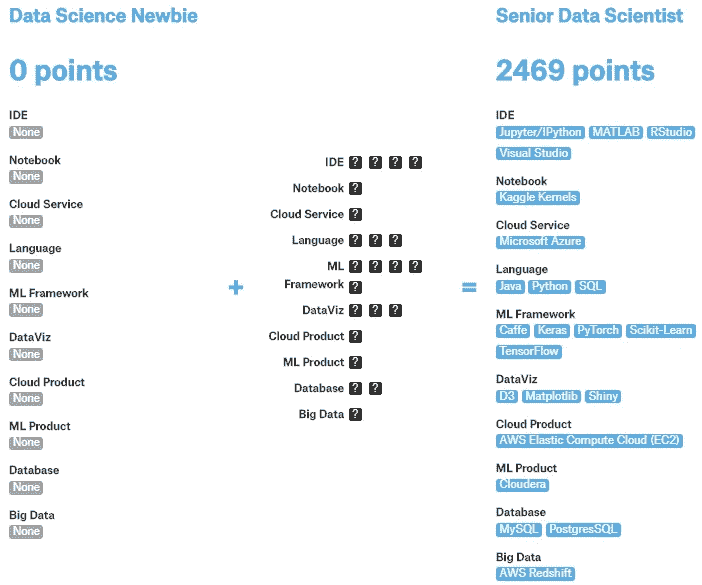 Data Science Newbie
0 points
IDE
None
Notebook
None
Cloud Service
None
Language
None
ML Framework
None
DataViz
None
Cloud Product
None
ML Product
None
Database
None
Big Data
None
+
IDE ? ? ? ?
Notebook ?
Cloud Service ?
Language ? ? ?
ML ? ? ? ?
Framework ?
DataViz ? ? ?
Cloud Product ?
ML Product ?
Database ? ?
Big Data ?
=
Senior Data Scientist
2469 points
IDE
Jupyter/IPython MATLAB RStudio
Visual Studio
Notebook
Kaggle Kernels
Cloud Service
Microsoft Azure
Language
Java Python SQL
ML Framework
Caffe Keras PyTorch Scikit-Learn
TensorFlow
DataViz
D3 Matplotlib Shiny
Cloud Product
AWS Elastic Compute Cloud (EC2)
ML Product
Cloudera
Database
MySQL PostgresSQL
Big Data
AWS Redshift